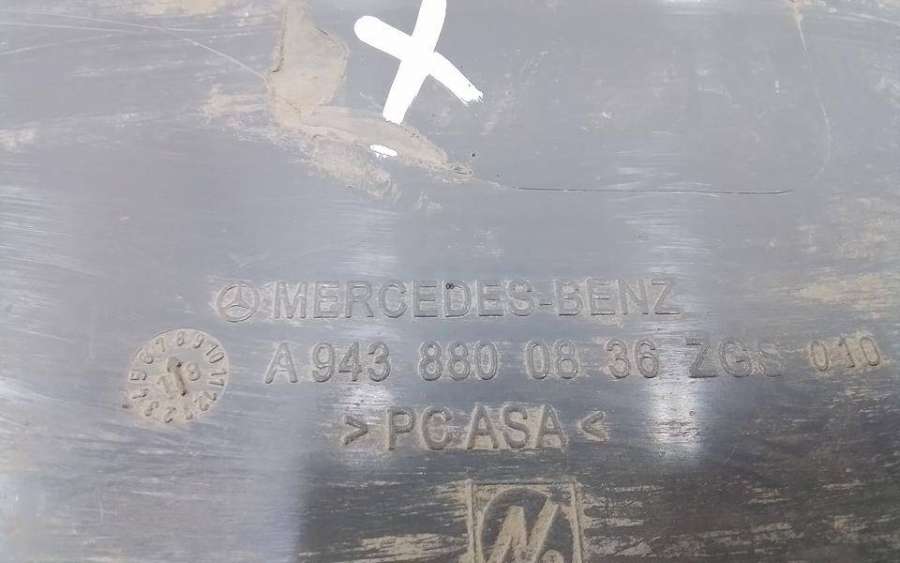 MERCEDES-BENZ
A 943 880 08 36 ZGS 010
>PC ASA<